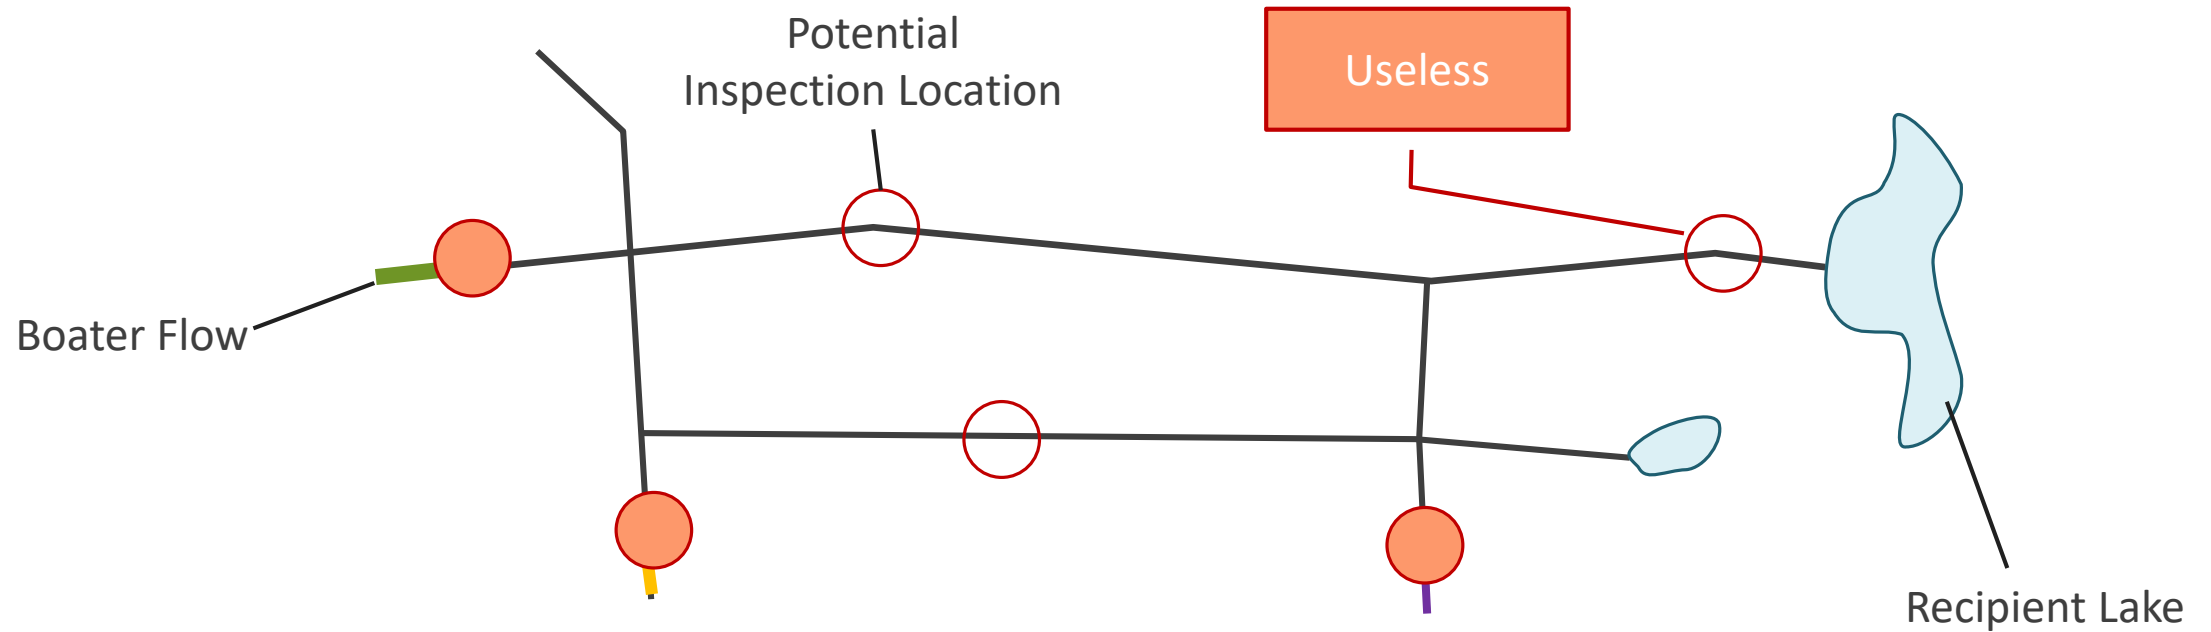 Potential
Inspection Location
Useless
Boater Flow
Recipient Lake